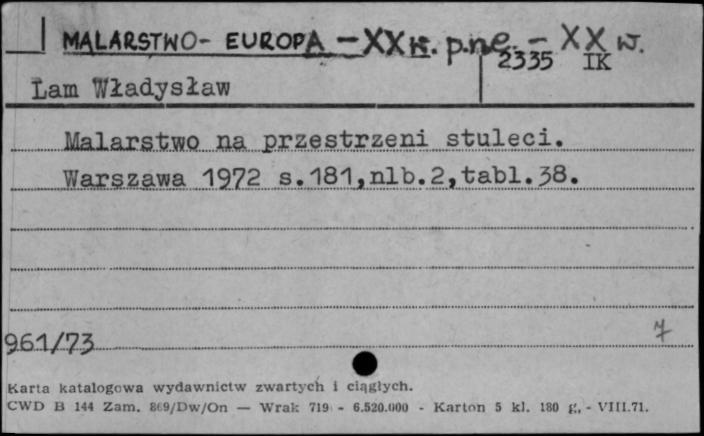 MALARSTWO - EUROPA - XX w. p.n.e. - XX w.
2335 IK
Lam Władysław
Malarstwo na przestrzeni stuleci.
Warszawa 1972 s.181,nlb.2,tabl.38.
961/73
7
Karta katalogowa wydawnictw zwartych i ciągłych.
CWD B 144 Zam. 869/Dw/On — Wrak 719 - 6.520.000 - Karton 5 kl. 180 g, - VIII.71.